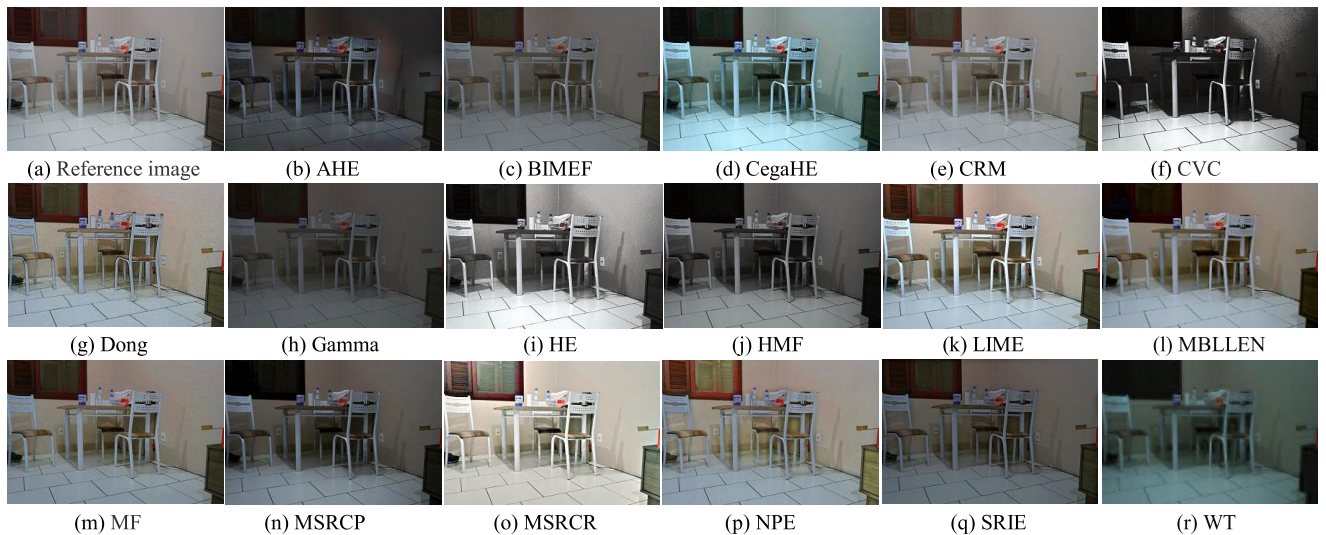 (a) Reference image (b) AHE (c) BIMEF (d) CegaHE (e) CRM (f) CVC
(g) Dong (h) Gamma (i) HE (j) HMF (k) LIME (l) MBLLEN
(m) MF (n) MSRCP (o) MSRCR (p) NPE (q) SRIE (r) WT